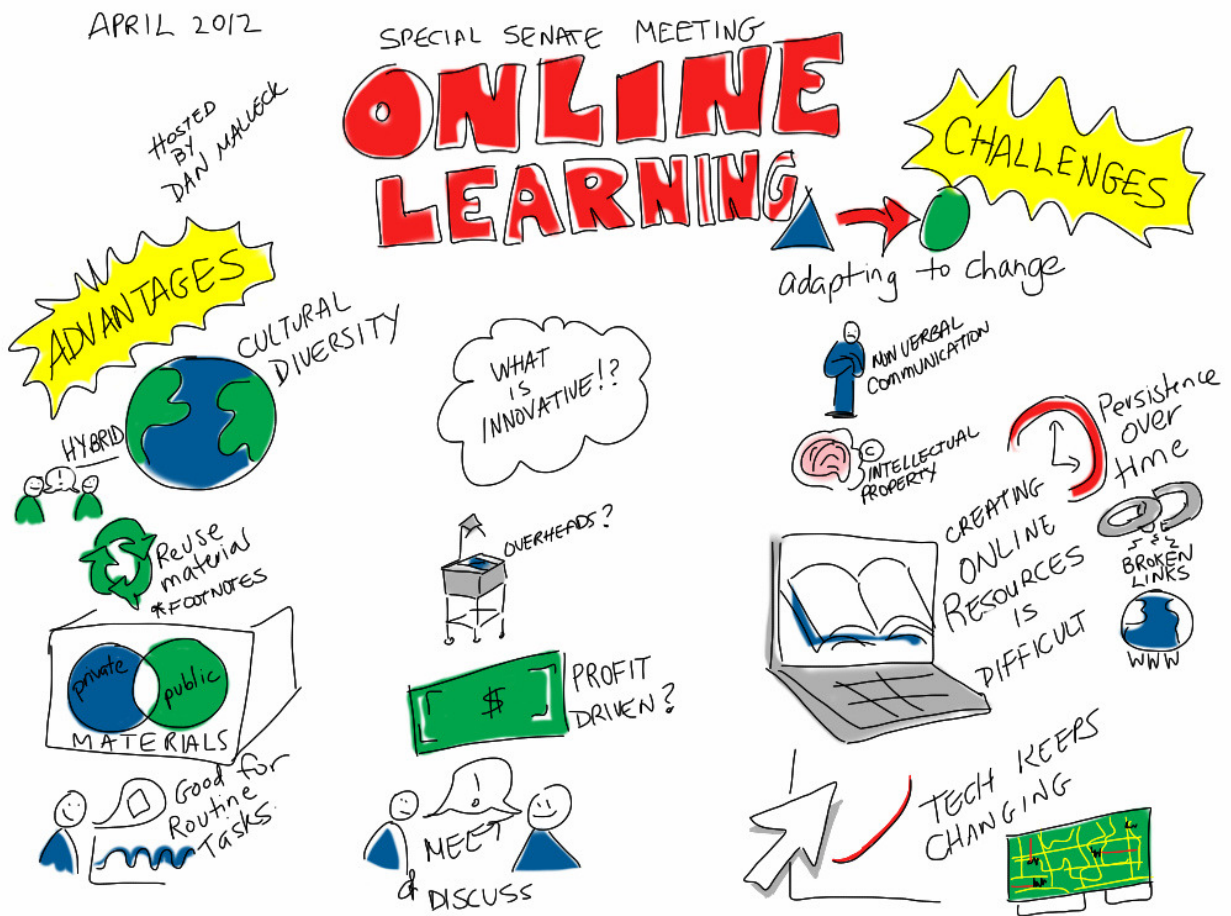 APRIL 2012
HOSTED
BY
DAN MALLECK
SPECIAL SENATE MEETING
ONLINE
LEARNING
ADVANTAGES
CULTURAL
DIVERSITY
HYBRID
!
Reuse
material
*FOOTNOTES
private
public
MATERIALS
Good for
Routine
Tasks.
WHAT
IS
INNOVATIVE!?
OVERHEADS?
$
PROFIT
DRIVEN?
!
MEET
&
DISCUSS
CHALLENGES
adapting to change
NON VERBAL
COMMUNICATION
©
INTELLECTUAL
PROPERTY
Persistence
over
time
CREATING
ONLINE
RESOURCES
IS
DIFFICULT
BROKEN
LINKS
WWW
TECH KEEPS
CHANGING